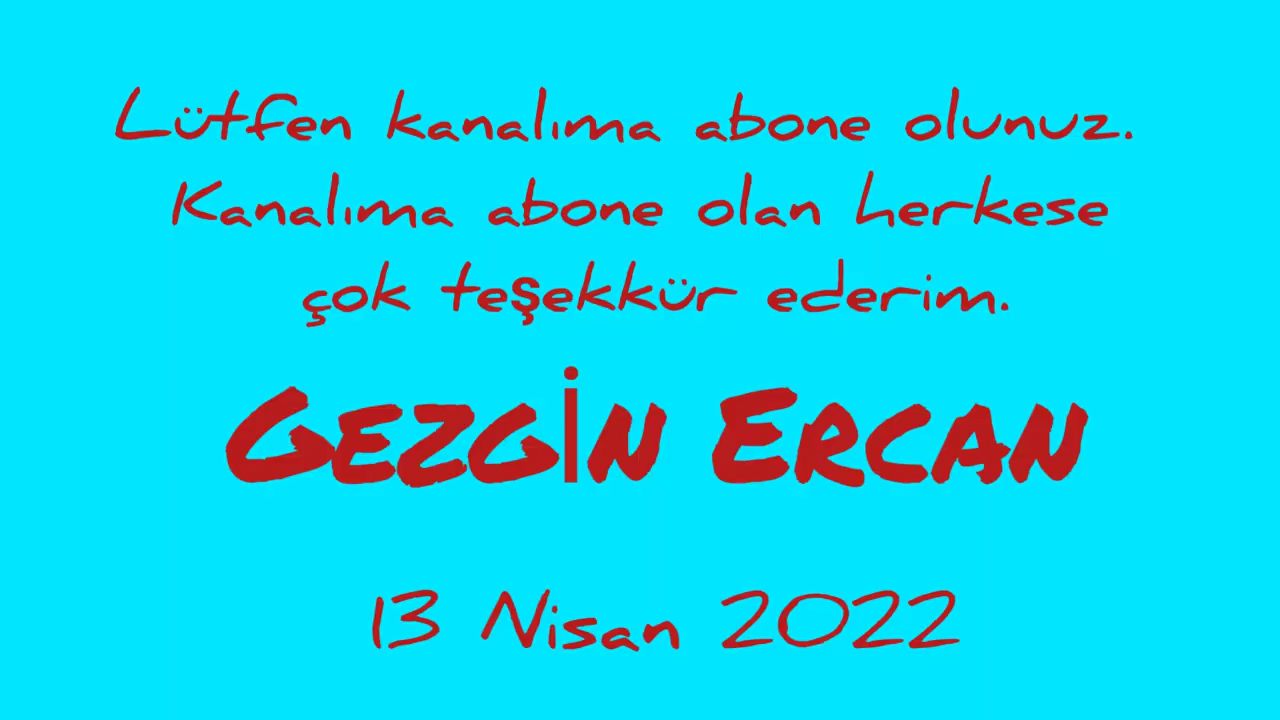 Lütfen kanalıma abone olunuz.
Kanalıma abone olan herkese
çok teşekkür ederim.
GEZGİN ERCAN
13 Nisan 2022